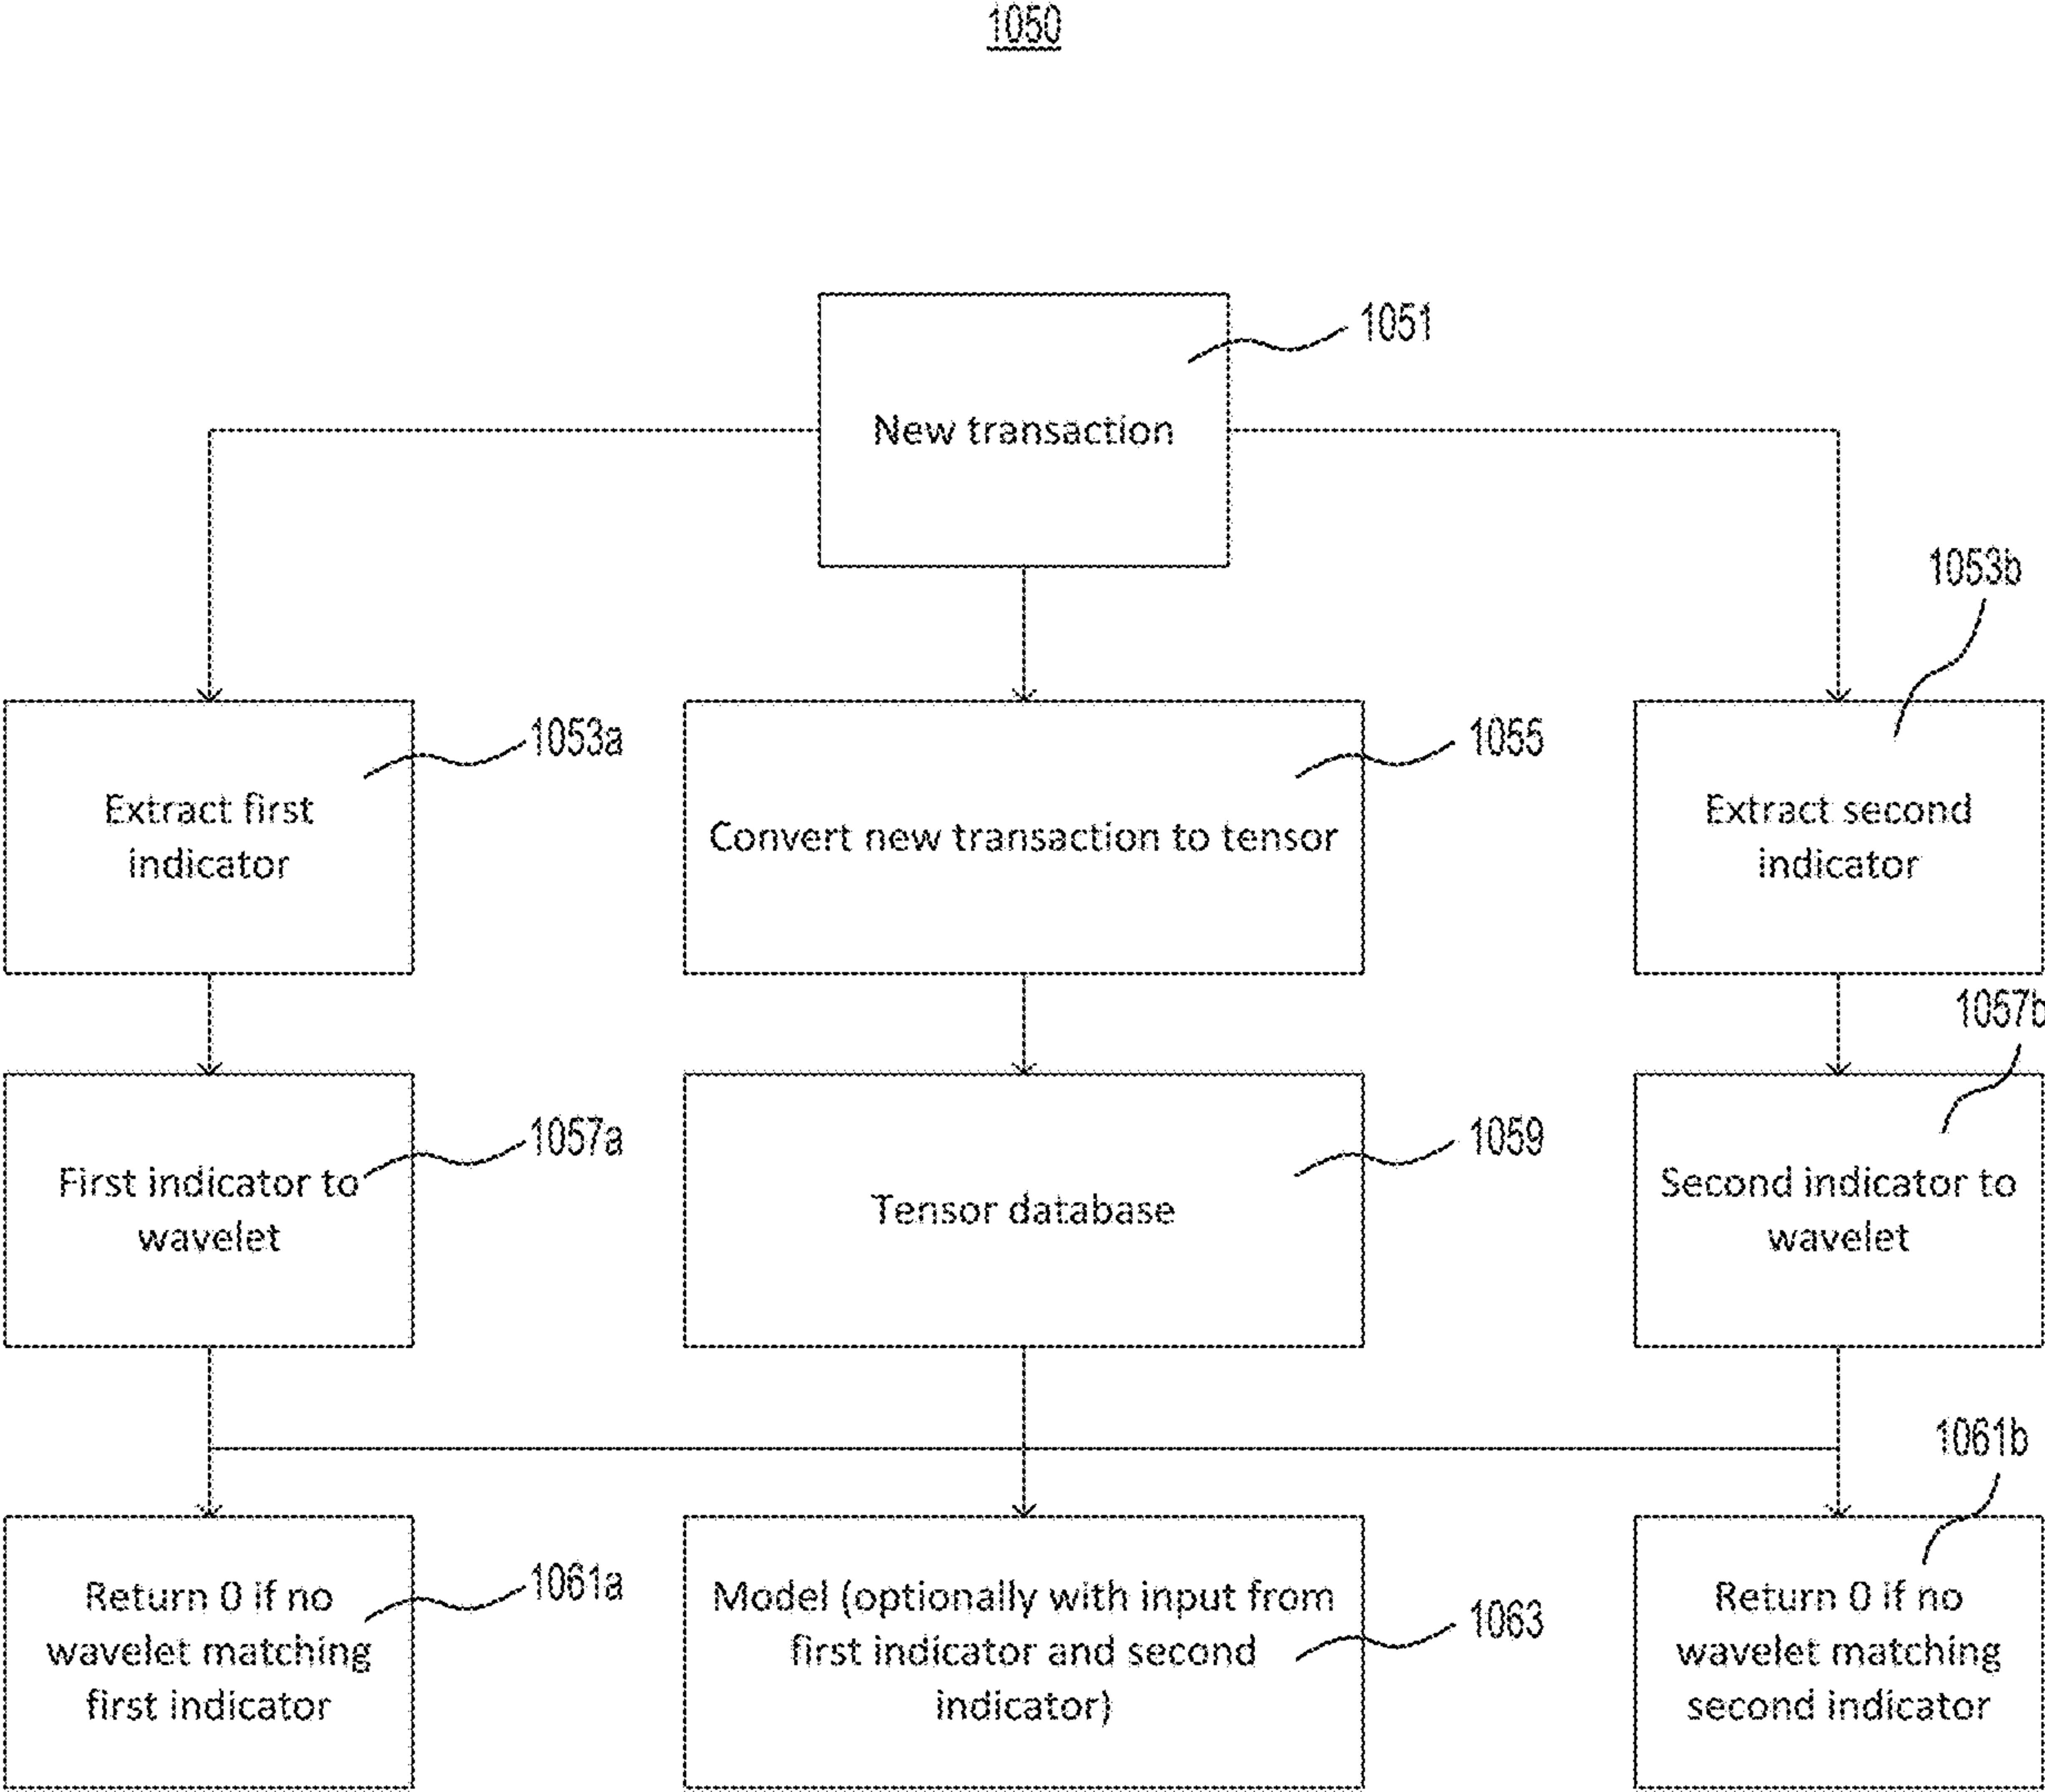 1050
1051
New transaction
1053b
1053a
1055
Extract first
indicator
Convert new transaction to tensor
Extract second
indicator
1057b
1057a
1059
First indicator to
wavelet
Tensor database
Second indicator to
wavelet
1061b
1061a
1063
Return 0 if no
wavelet matching
first indicator
Model (optionally with input from
first indicator and second
indicator)
Return 0 if no
wavelet matching
second indicator